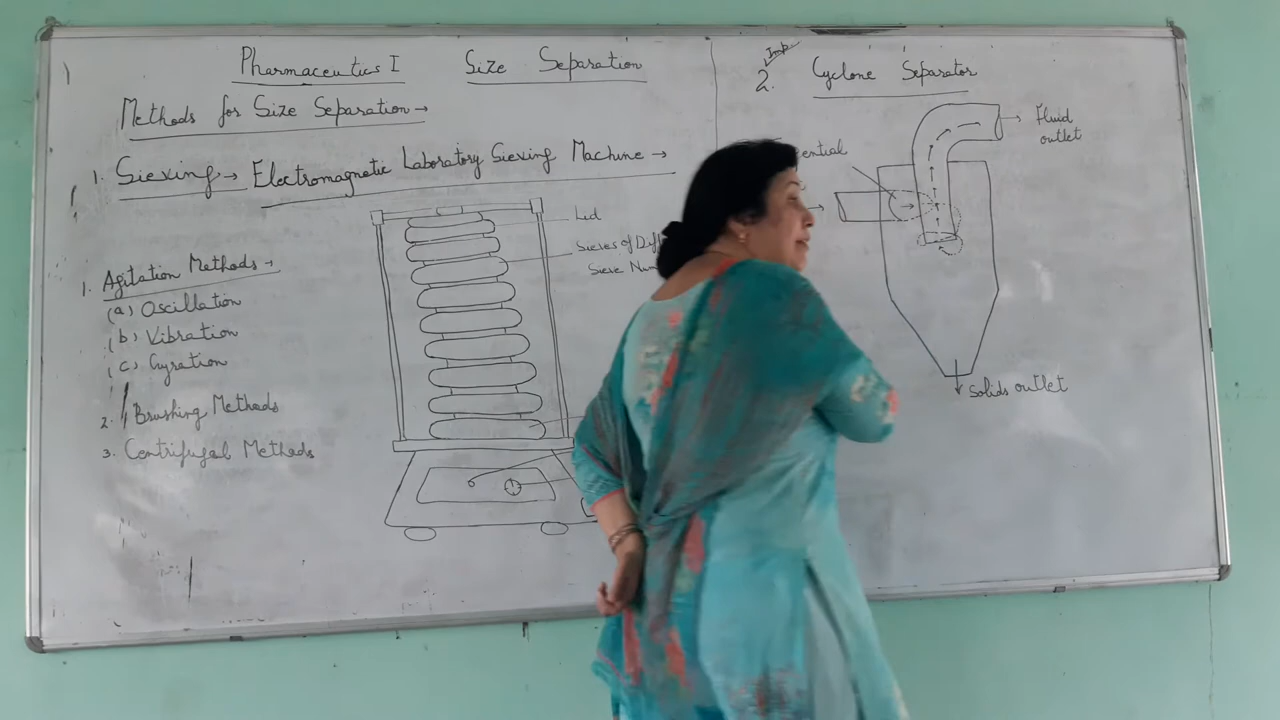 Pharmaceutics I Size Separation
Methods for Size Separation →
1. Sieving → Electromagnetic Laboratory Sieving Machine →
Lid
Sieves of Diff
Sieve Num
1. Agitation Methods →
(a) Oscillation
(b) Vibration
(c) Gyration
2. Brushing Methods
3. Centrifugal Methods
Imp
2. Cyclone Separator
ential
Fluid
outlet
Solids outlet